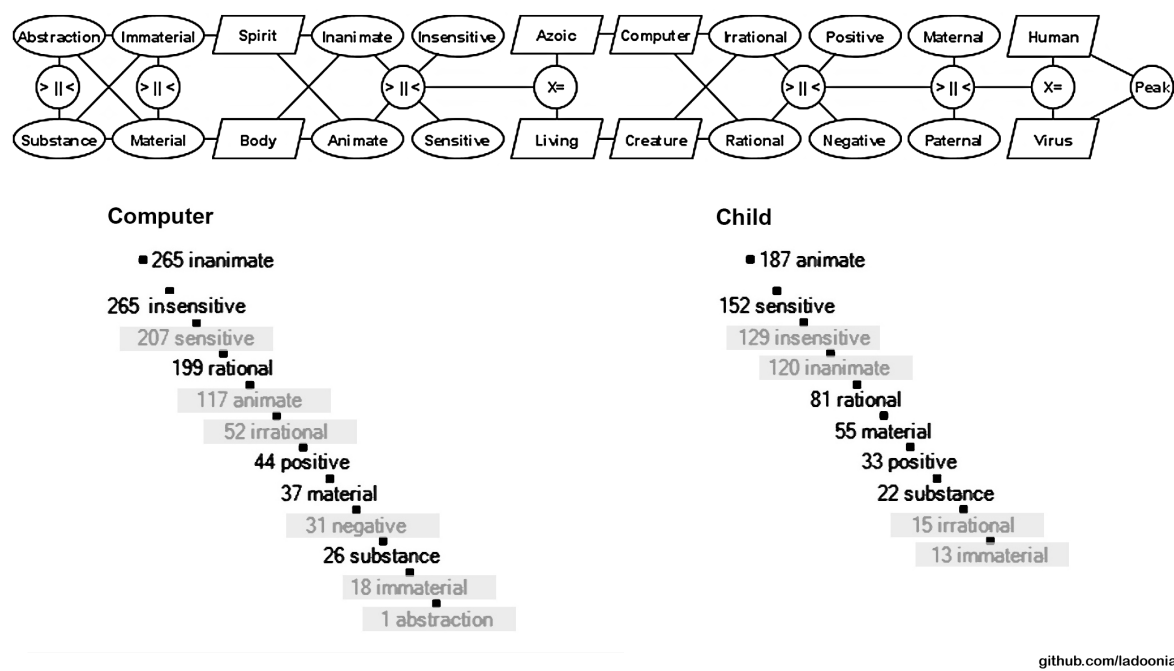 Abstraction Immaterial Spirit Inanimate Insensitive Azoic Computer Irrational Positive Maternal Human
> || < > || < > || < X= > || < > || < X= Peak
Substance Material Body Animate Sensitive Living Creature Rational Negative Paternal Virus
Computer
265 inanimate
265 insensitive
207 sensitive
199 rational
117 animate
52 irrational
44 positive
37 material
31 negative
26 substance
18 immaterial
1 abstraction
Child
187 animate
152 sensitive
129 insensitive
120 inanimate
81 rational
55 material
33 positive
22 substance
15 irrational
13 immaterial
github.com/ladoonia